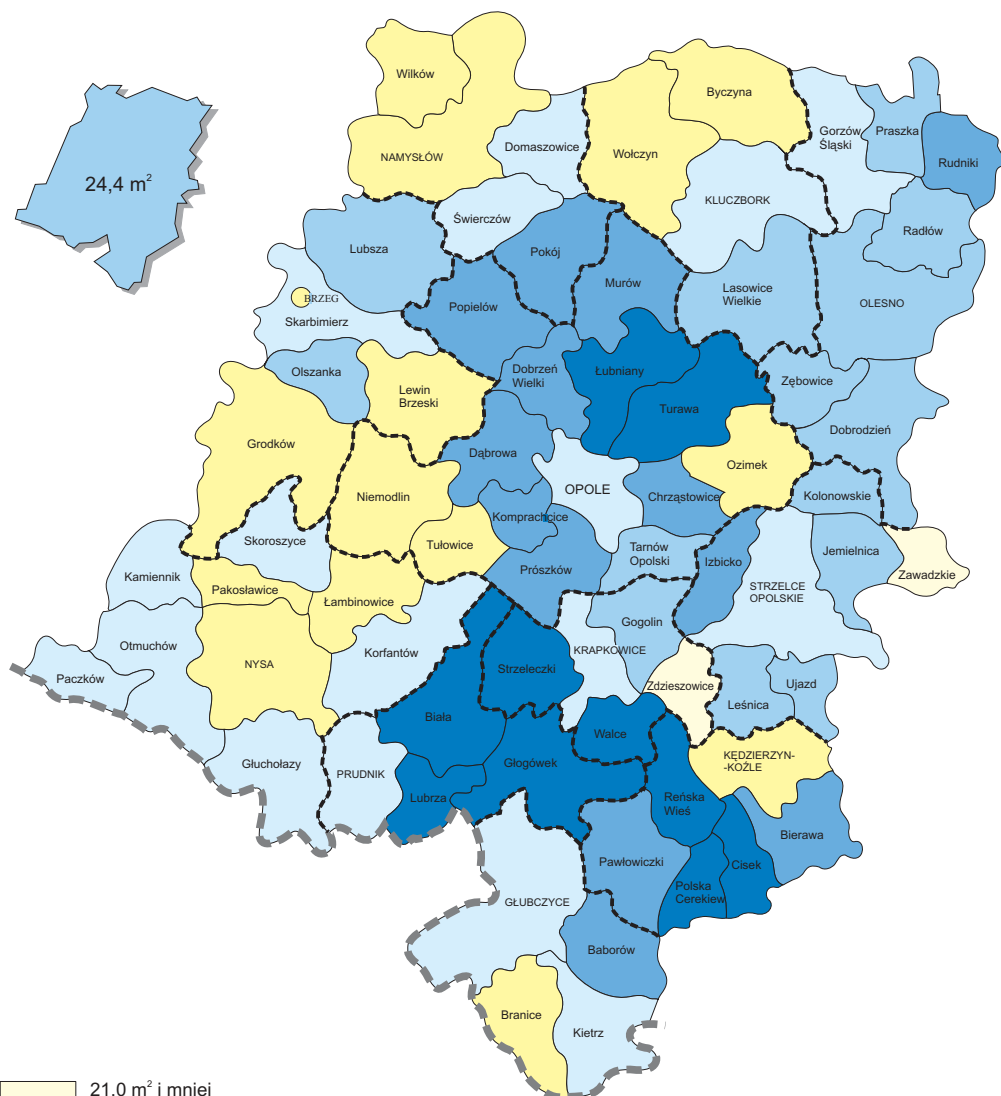 24,4 m²
Wilków
NAMYSŁÓW
Domaszowice
Świerczów
Wołczyn
Byczyna
KLUCZBORK
Gorzów
Śląski
Praszka
Rudniki
Radłów
OLESNO
Lasowice
Wielkie
Lubsza
BRZEG
Skarbimierz
Pokój
Popielów
Murów
Olszanka
Lewin
Brzeski
Dobrzeń
Wielki
Łubniany
Turawa
Zębowice
Dobrodzień
Grodków
Dąbrowa
Niemodlin
OPOLE
Ozimek
Chrząstowice
Kolonowskie
Skoroszyce
Komprachcice
Tułowice
Tarnów
Opolski
Izbicko
Jemielnica
Zawadzkie
STRZELCE
OPOLSKIE
Kamiennik
Pakosławice
Łambinowice
Prószków
Gogolin
Otmuchów
NYSA
Korfantów
KRAPKOWICE
Strzeleczki
Zdzieszowice
Ujazd
Leśnica
Paczków
Biała
Walce
KĘDZIERZYN-
-KOŹLE
Głuchołazy
PRUDNIK
Głogówek
Lubrza
Reńska
Wieś
Bierawa
Pawłowiczki
Cisek
Polska
Cerekiew
GŁUBCZYCE
Baborów
Branice
Kietrz
21,0 m² i mniej